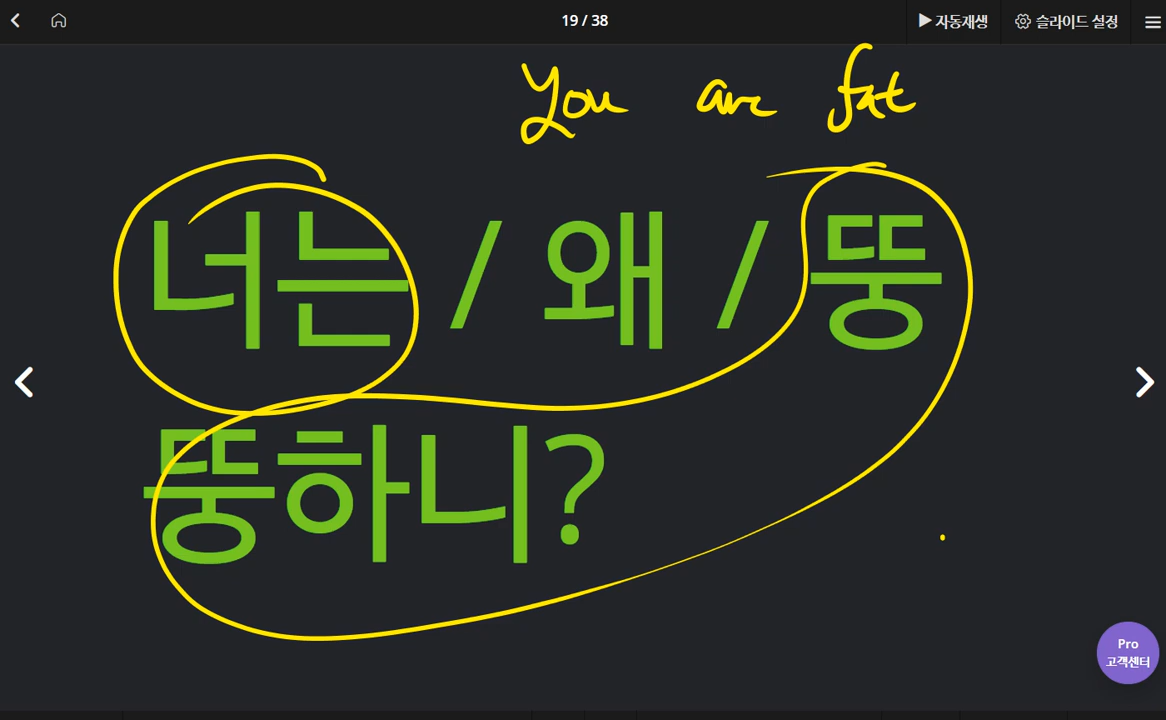 19 / 38
자동재생
슬라이드 설정
You are fat
너는 / 왜 / 뚱
뚱하니?
Pro
고객센터